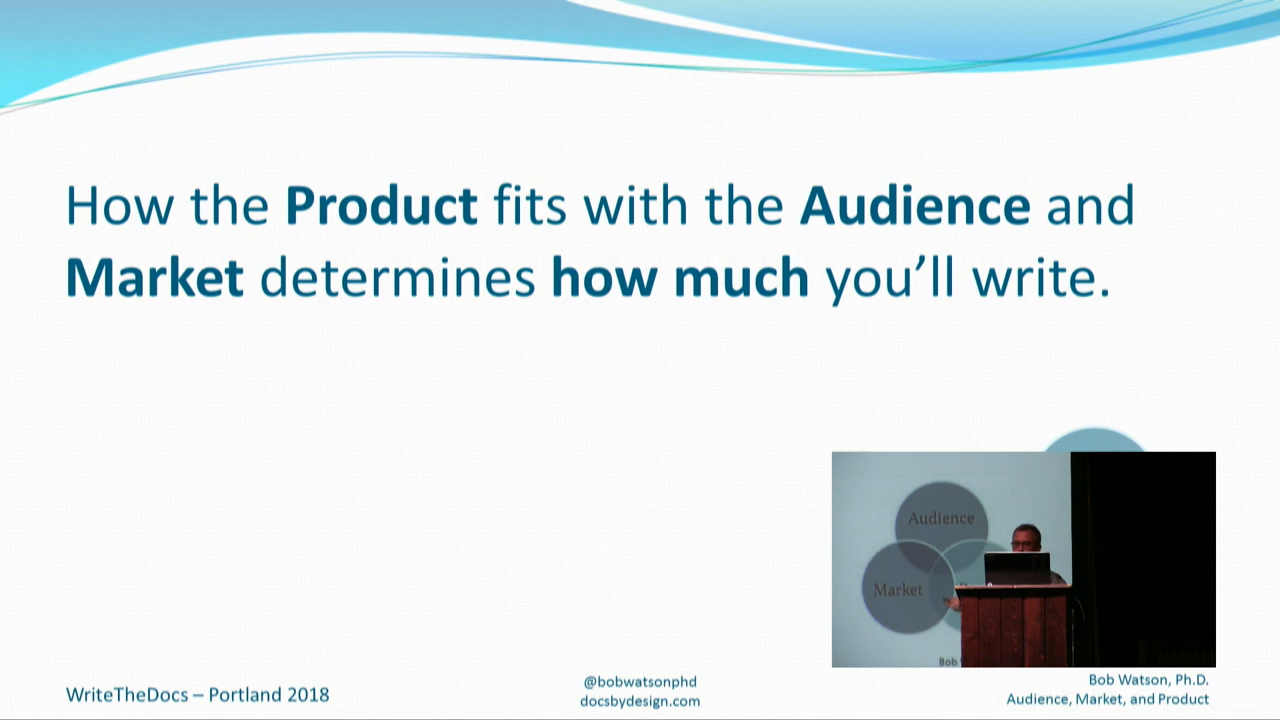 How the Product fits with the Audience and
Market determines how much you’ll write.
Audience
Market
Bob
WriteTheDocs – Portland 2018
@bobwatsonphd
docsbydesign.com
Bob Watson, Ph.D.
Audience, Market, and Product